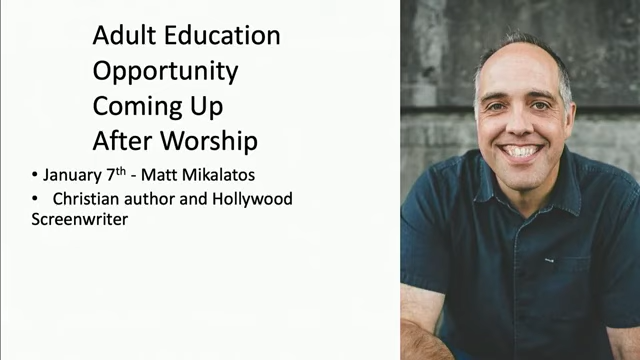 Adult Education
Opportunity
Coming Up
After Worship
• January 7th - Matt Mikalatos
• Christian author and Hollywood
Screenwriter